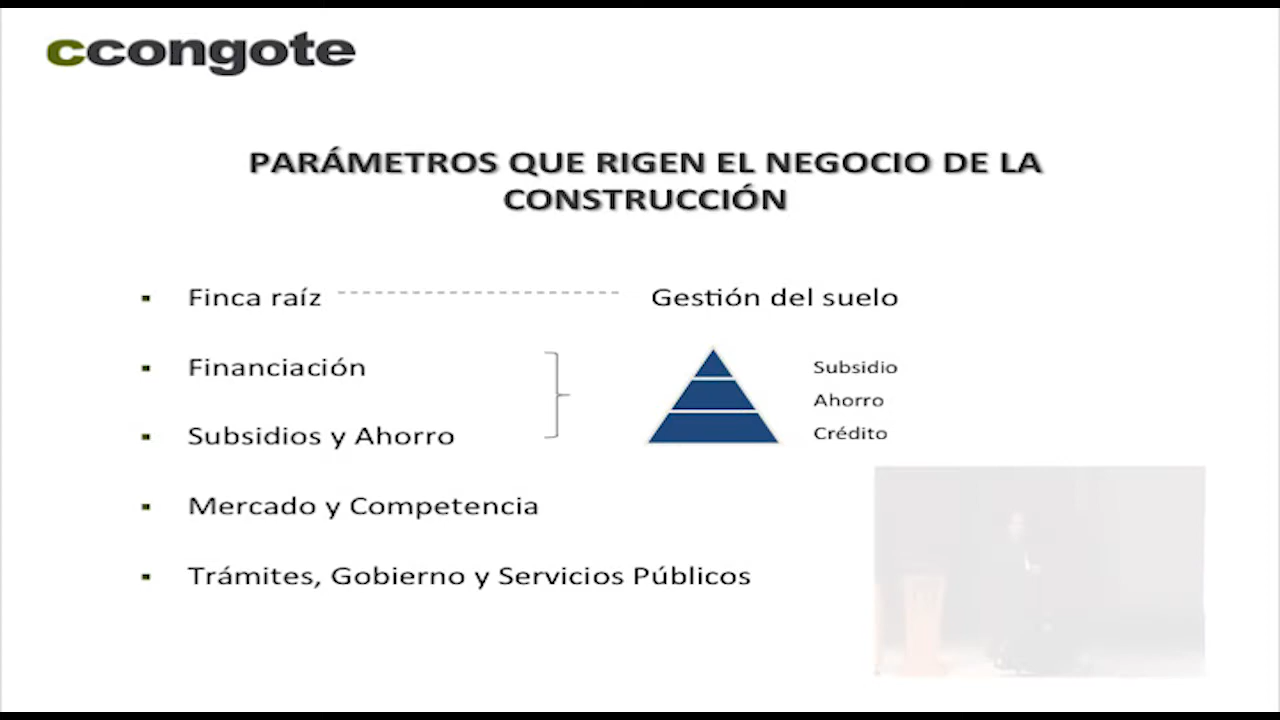 ccongote
PARÁMETROS QUE RIGEN EL NEGOCIO DE LA
CONSTRUCCIÓN
Finca raíz
Gestión del suelo
Financiación
Subsidios y Ahorro
Subsidio
Ahorro
Crédito
Mercado y Competencia
Trámites, Gobierno y Servicios Públicos